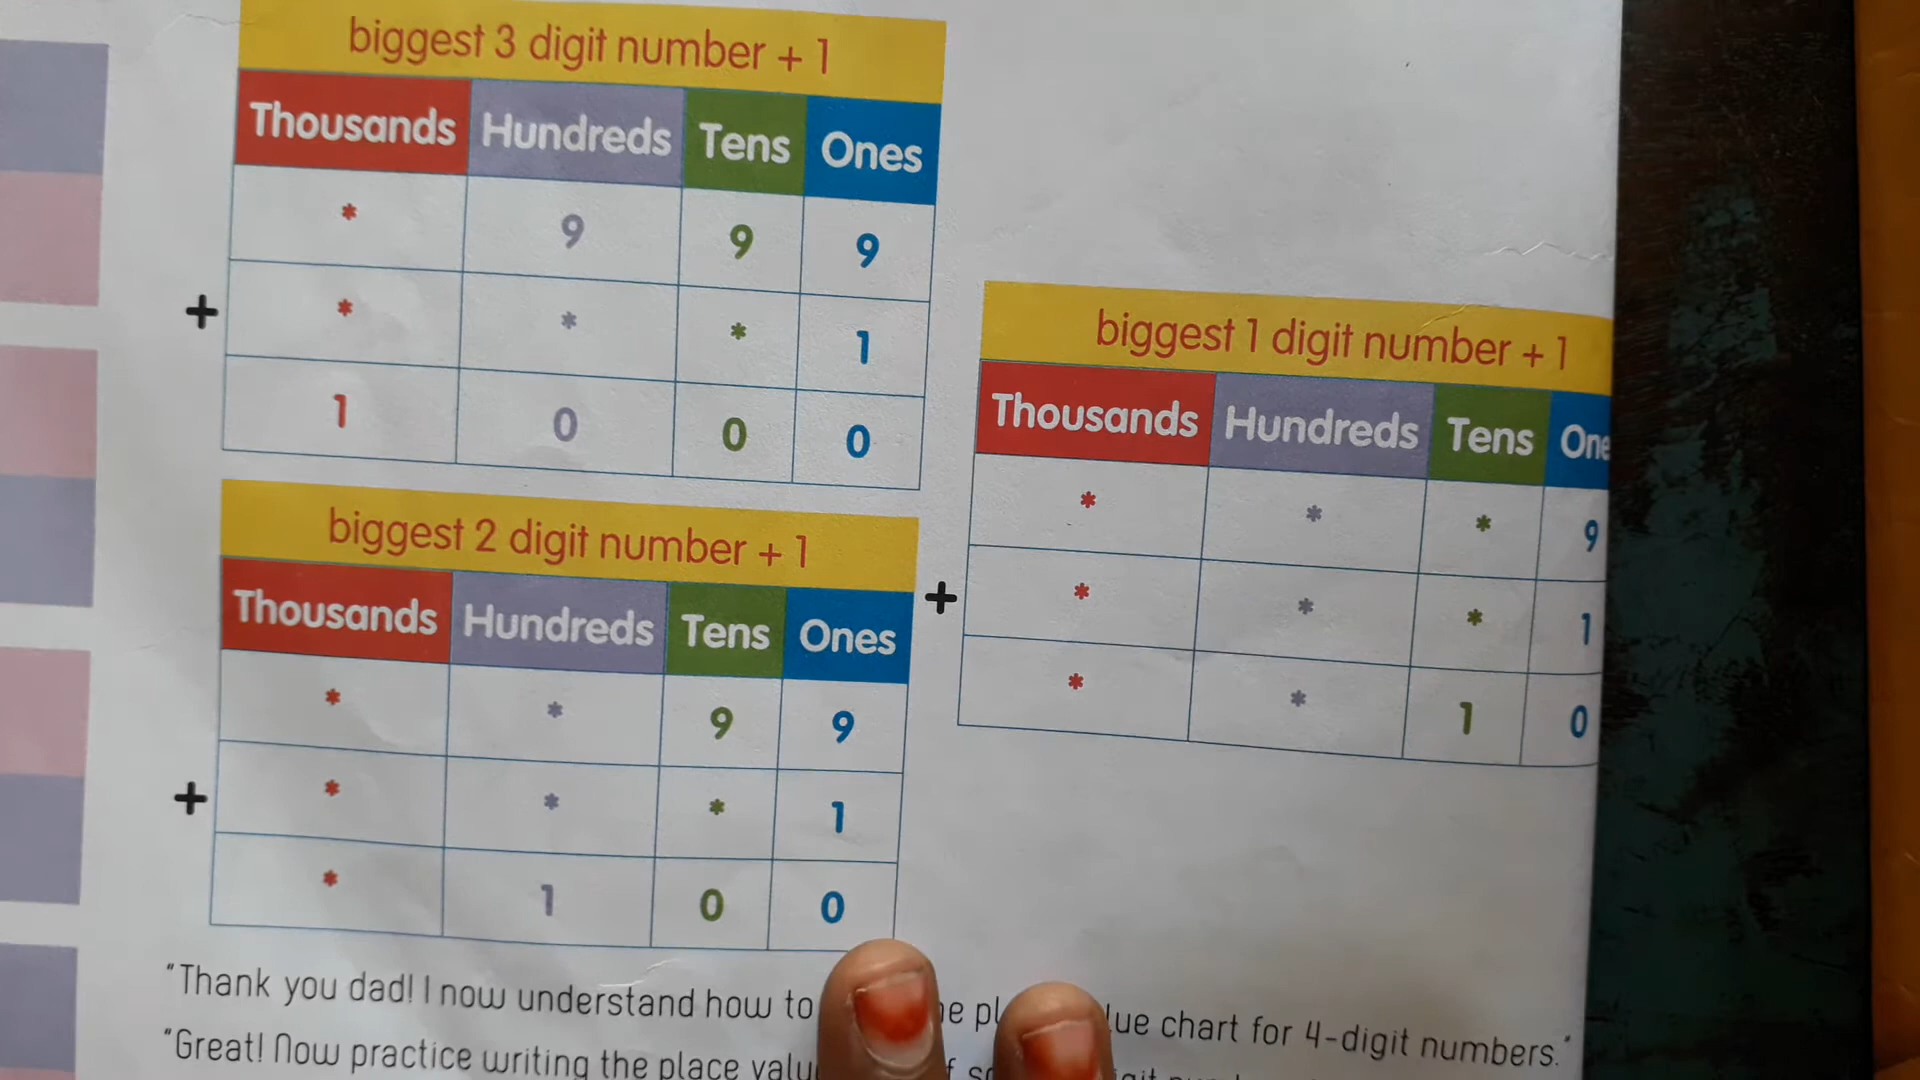 biggest 3 digit number + 1
Thousands Hundreds Tens Ones
* 9 9 9
+ * * * 1
1 0 0 0
biggest 2 digit number + 1
Thousands Hundreds Tens Ones
* * 9 9
+ * * * 1
* 1 0 0
biggest 1 digit number + 1
Thousands Hundreds Tens One
* * * 9
+ * * * 1
* * 1 0
"Thank you dad! I now understand how to chart for 4-digit numbers."
"Great! Now practice writing the place